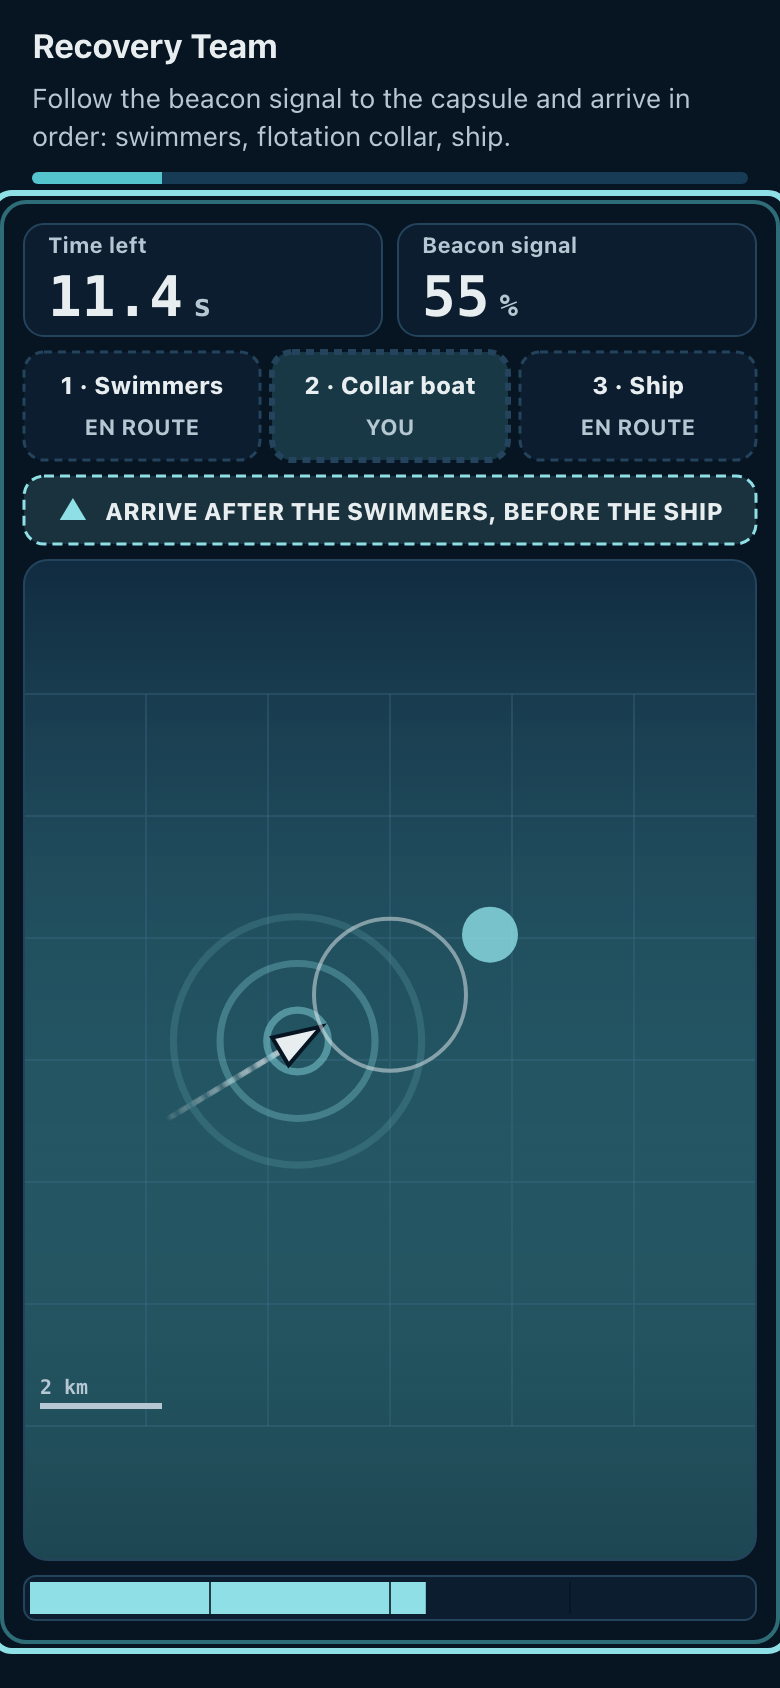 Recovery Team
Follow the beacon signal to the capsule and arrive in
order: swimmers, flotation collar, ship.
Time left
11.4 s
Beacon signal
55 %
1 · Swimmers
EN ROUTE
2 · Collar boat
YOU
3 · Ship
EN ROUTE
ARRIVE AFTER THE SWIMMERS, BEFORE THE SHIP
2 km